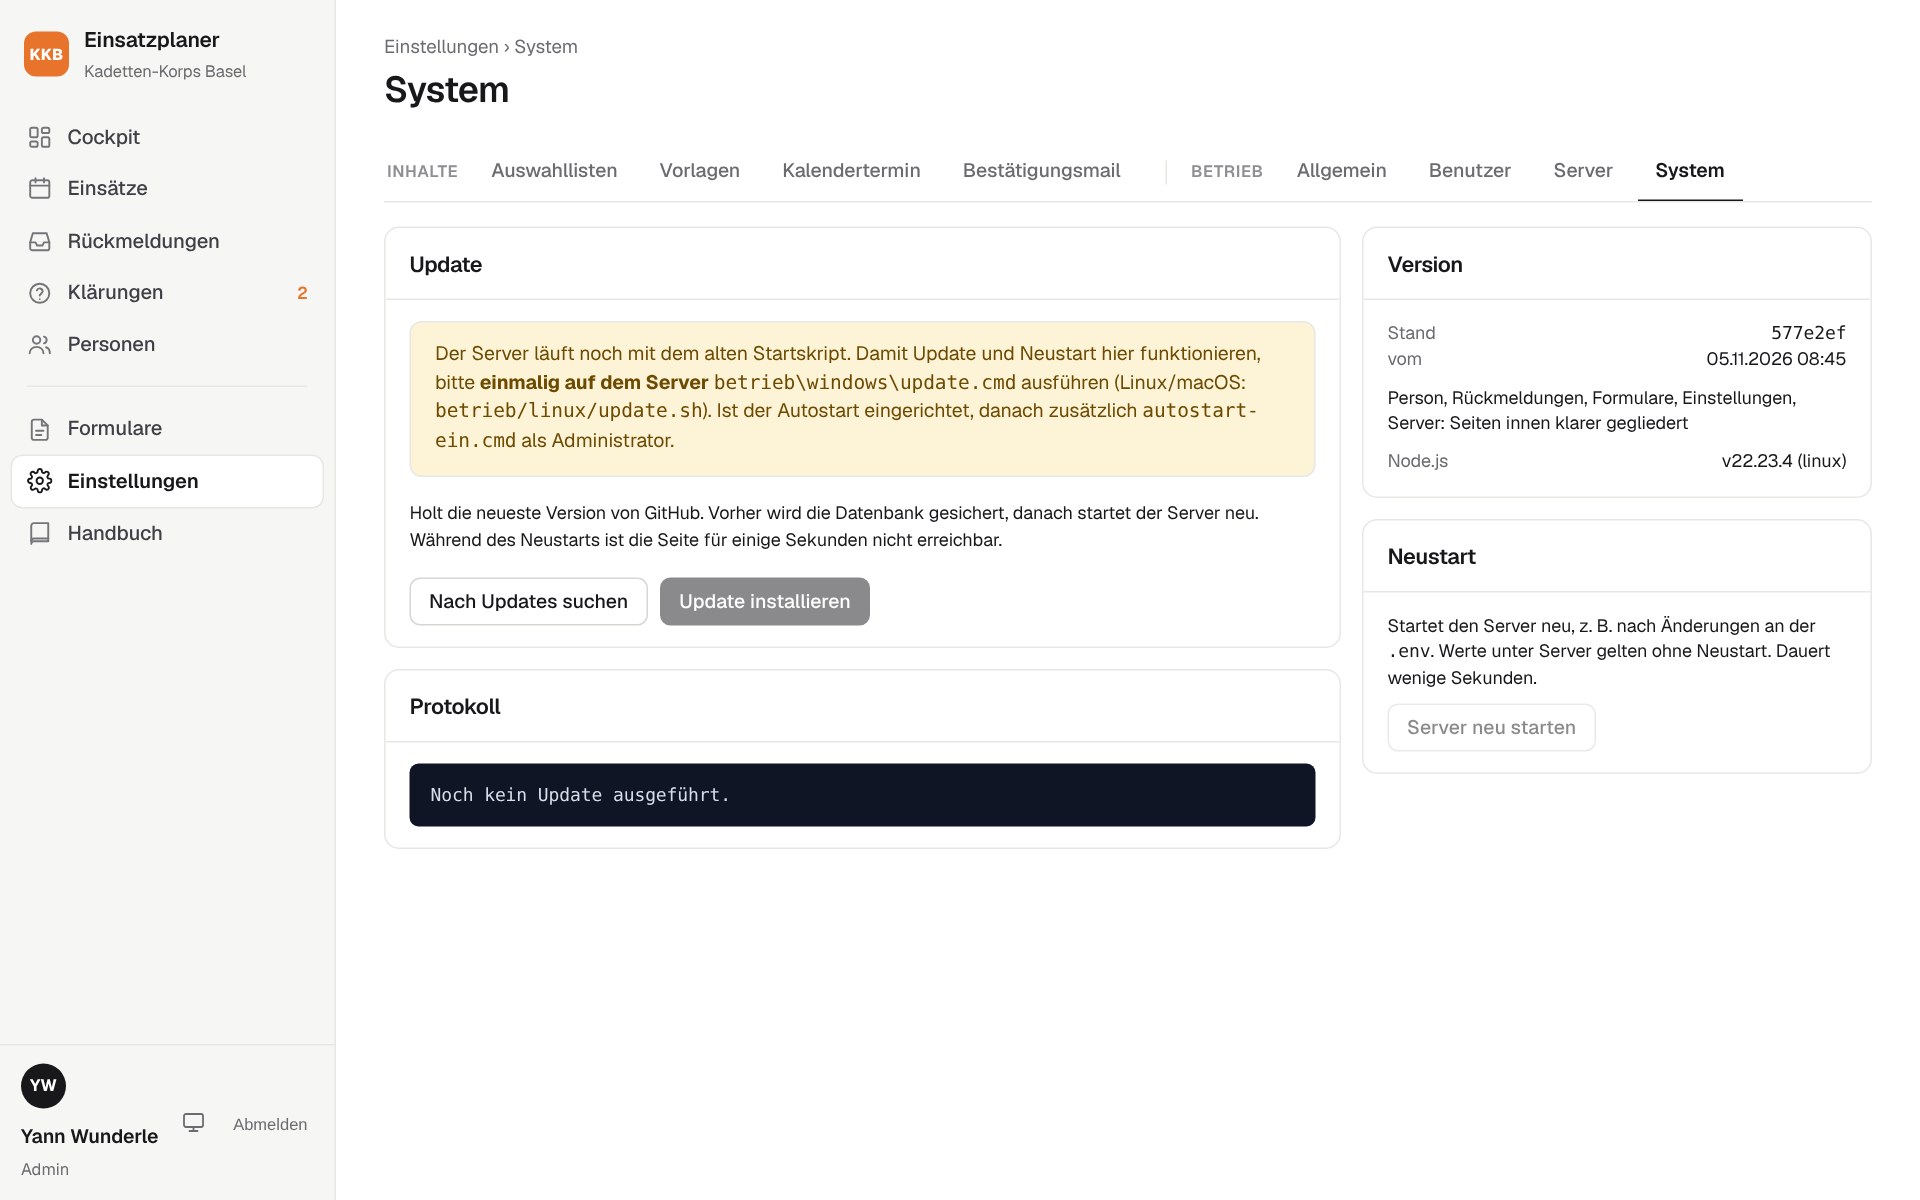 KKB
Einsatzplaner
Kadetten-Korps Basel
Cockpit
Einsätze
Rückmeldungen
Klärungen 2
Personen
Formulare
Einstellungen
Handbuch
YW
Yann Wunderle
Admin
Abmelden
Einstellungen › System
System
INHALTE Auswahllisten Vorlagen Kalendertermin Bestätigungsmail BETRIEB Allgemein Benutzer Server System
Update
Der Server läuft noch mit dem alten Startskript. Damit Update und Neustart hier funktionieren,
bitte einmalig auf dem Server betrieb\windows\update.cmd ausführen (Linux/macOS:
betrieb/linux/update.sh). Ist der Autostart eingerichtet, danach zusätzlich autostart-
ein.cmd als Administrator.
Holt die neueste Version von GitHub. Vorher wird die Datenbank gesichert, danach startet der Server neu.
Während des Neustarts ist die Seite für einige Sekunden nicht erreichbar.
Nach Updates suchen Update installieren
Protokoll
Noch kein Update ausgeführt.
Version
Stand 577e2ef
vom 05.11.2026 08:45
Person, Rückmeldungen, Formulare, Einstellungen,
Server: Seiten innen klarer gegliedert
Node.js v22.23.4 (linux)
Neustart
Startet den Server neu, z. B. nach Änderungen an der
.env. Werte unter Server gelten ohne Neustart. Dauert
wenige Sekunden.
Server neu starten